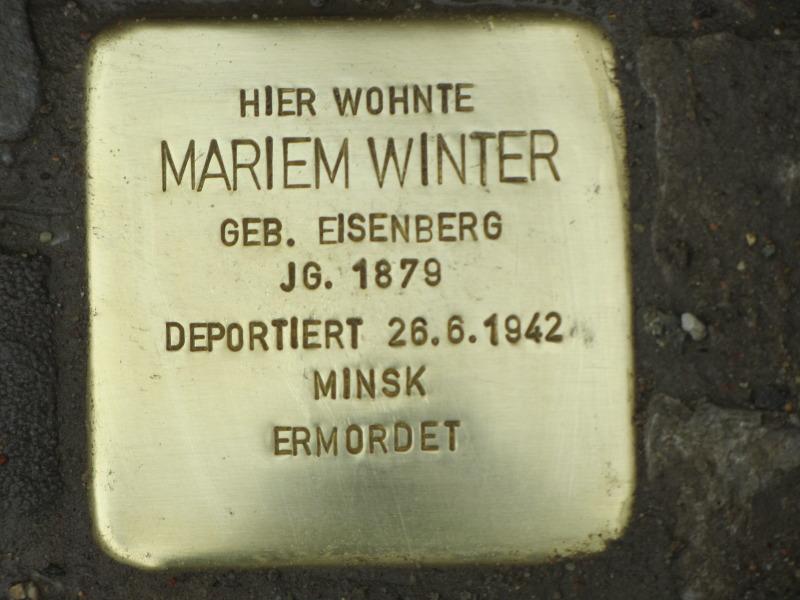 HIER WOHNTE
MARIEM WINTER
GEB. EISENBERG
JG. 1879
DEPORTIERT 26.6.1942
MINSK
ERMORDET